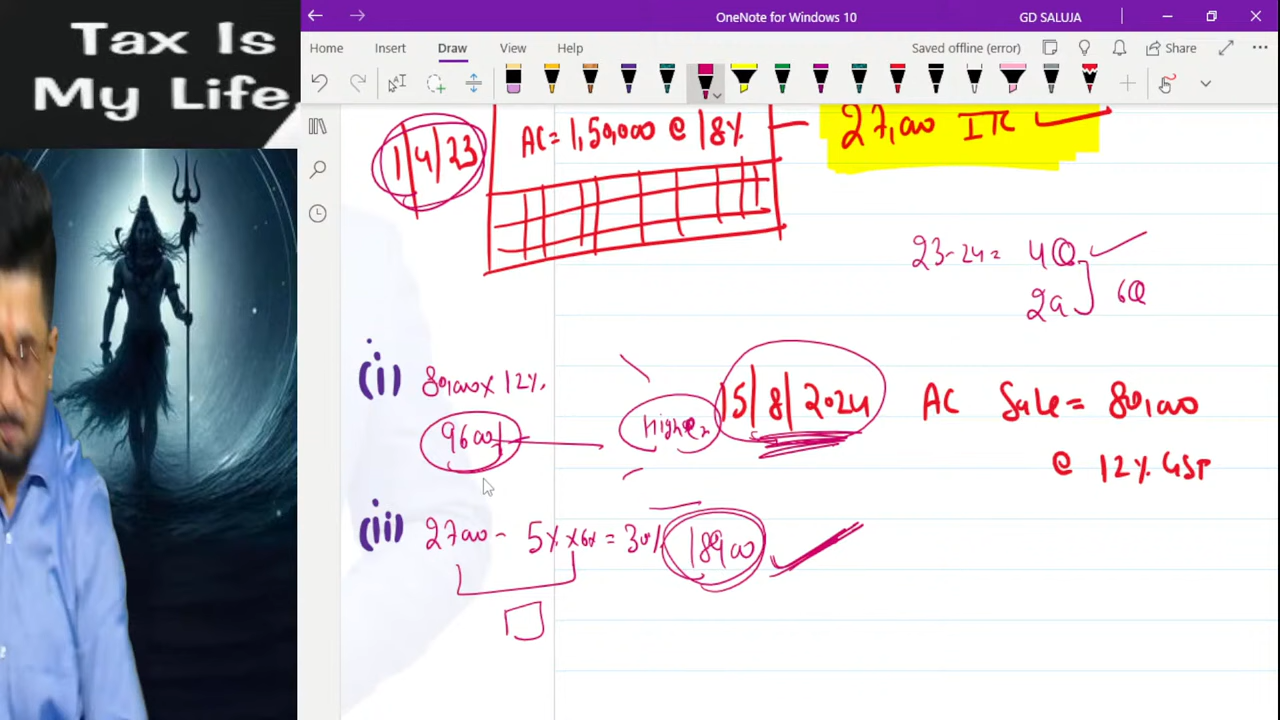 Tax Is
My Life,
OneNote for Windows 10
GD SALUJA
Home Insert Draw View Help
Saved offline (error)
Share
1/4/23
AC = 1,50,000 @ 18%
27,000 ITC
23-24 = 4Q
2Q
6Q
(i) 80,000 x 12%
9600/
Higher
15/8/2024
AC Sale = 80,000
@ 12% GST
(ii) 27000 - 5% x 6Q = 30% 18900